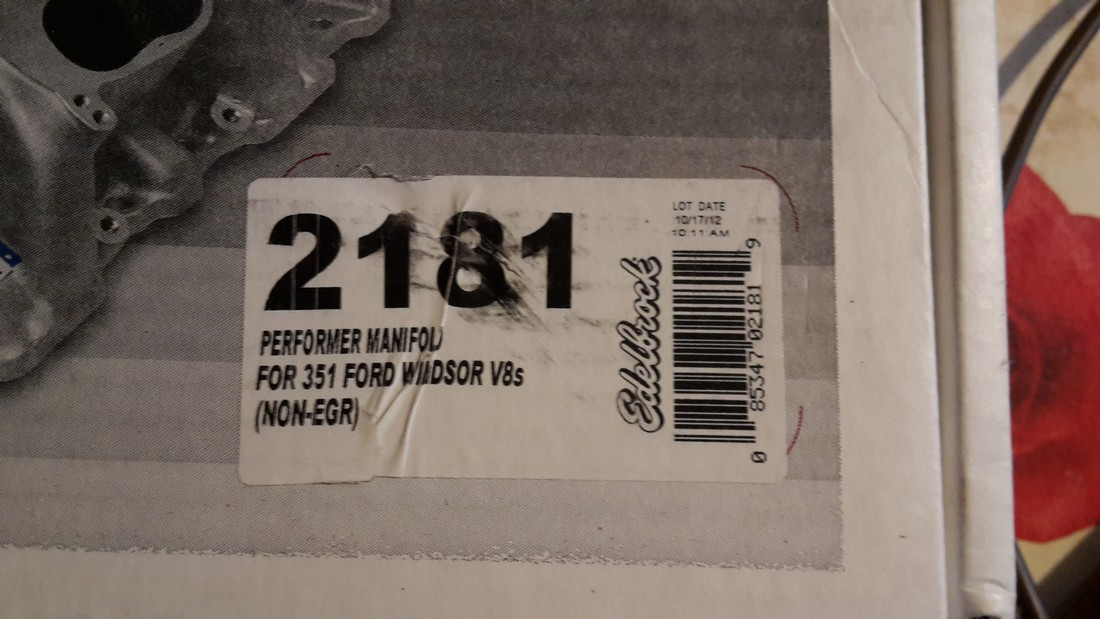 2181
PERFORMER MANIFOLD
FOR 351 FORD WINDSOR V8s
(NON-EGR)
Edelbrock
LOT DATE
10/17/12
10:11 AM
0 85347 02181 9